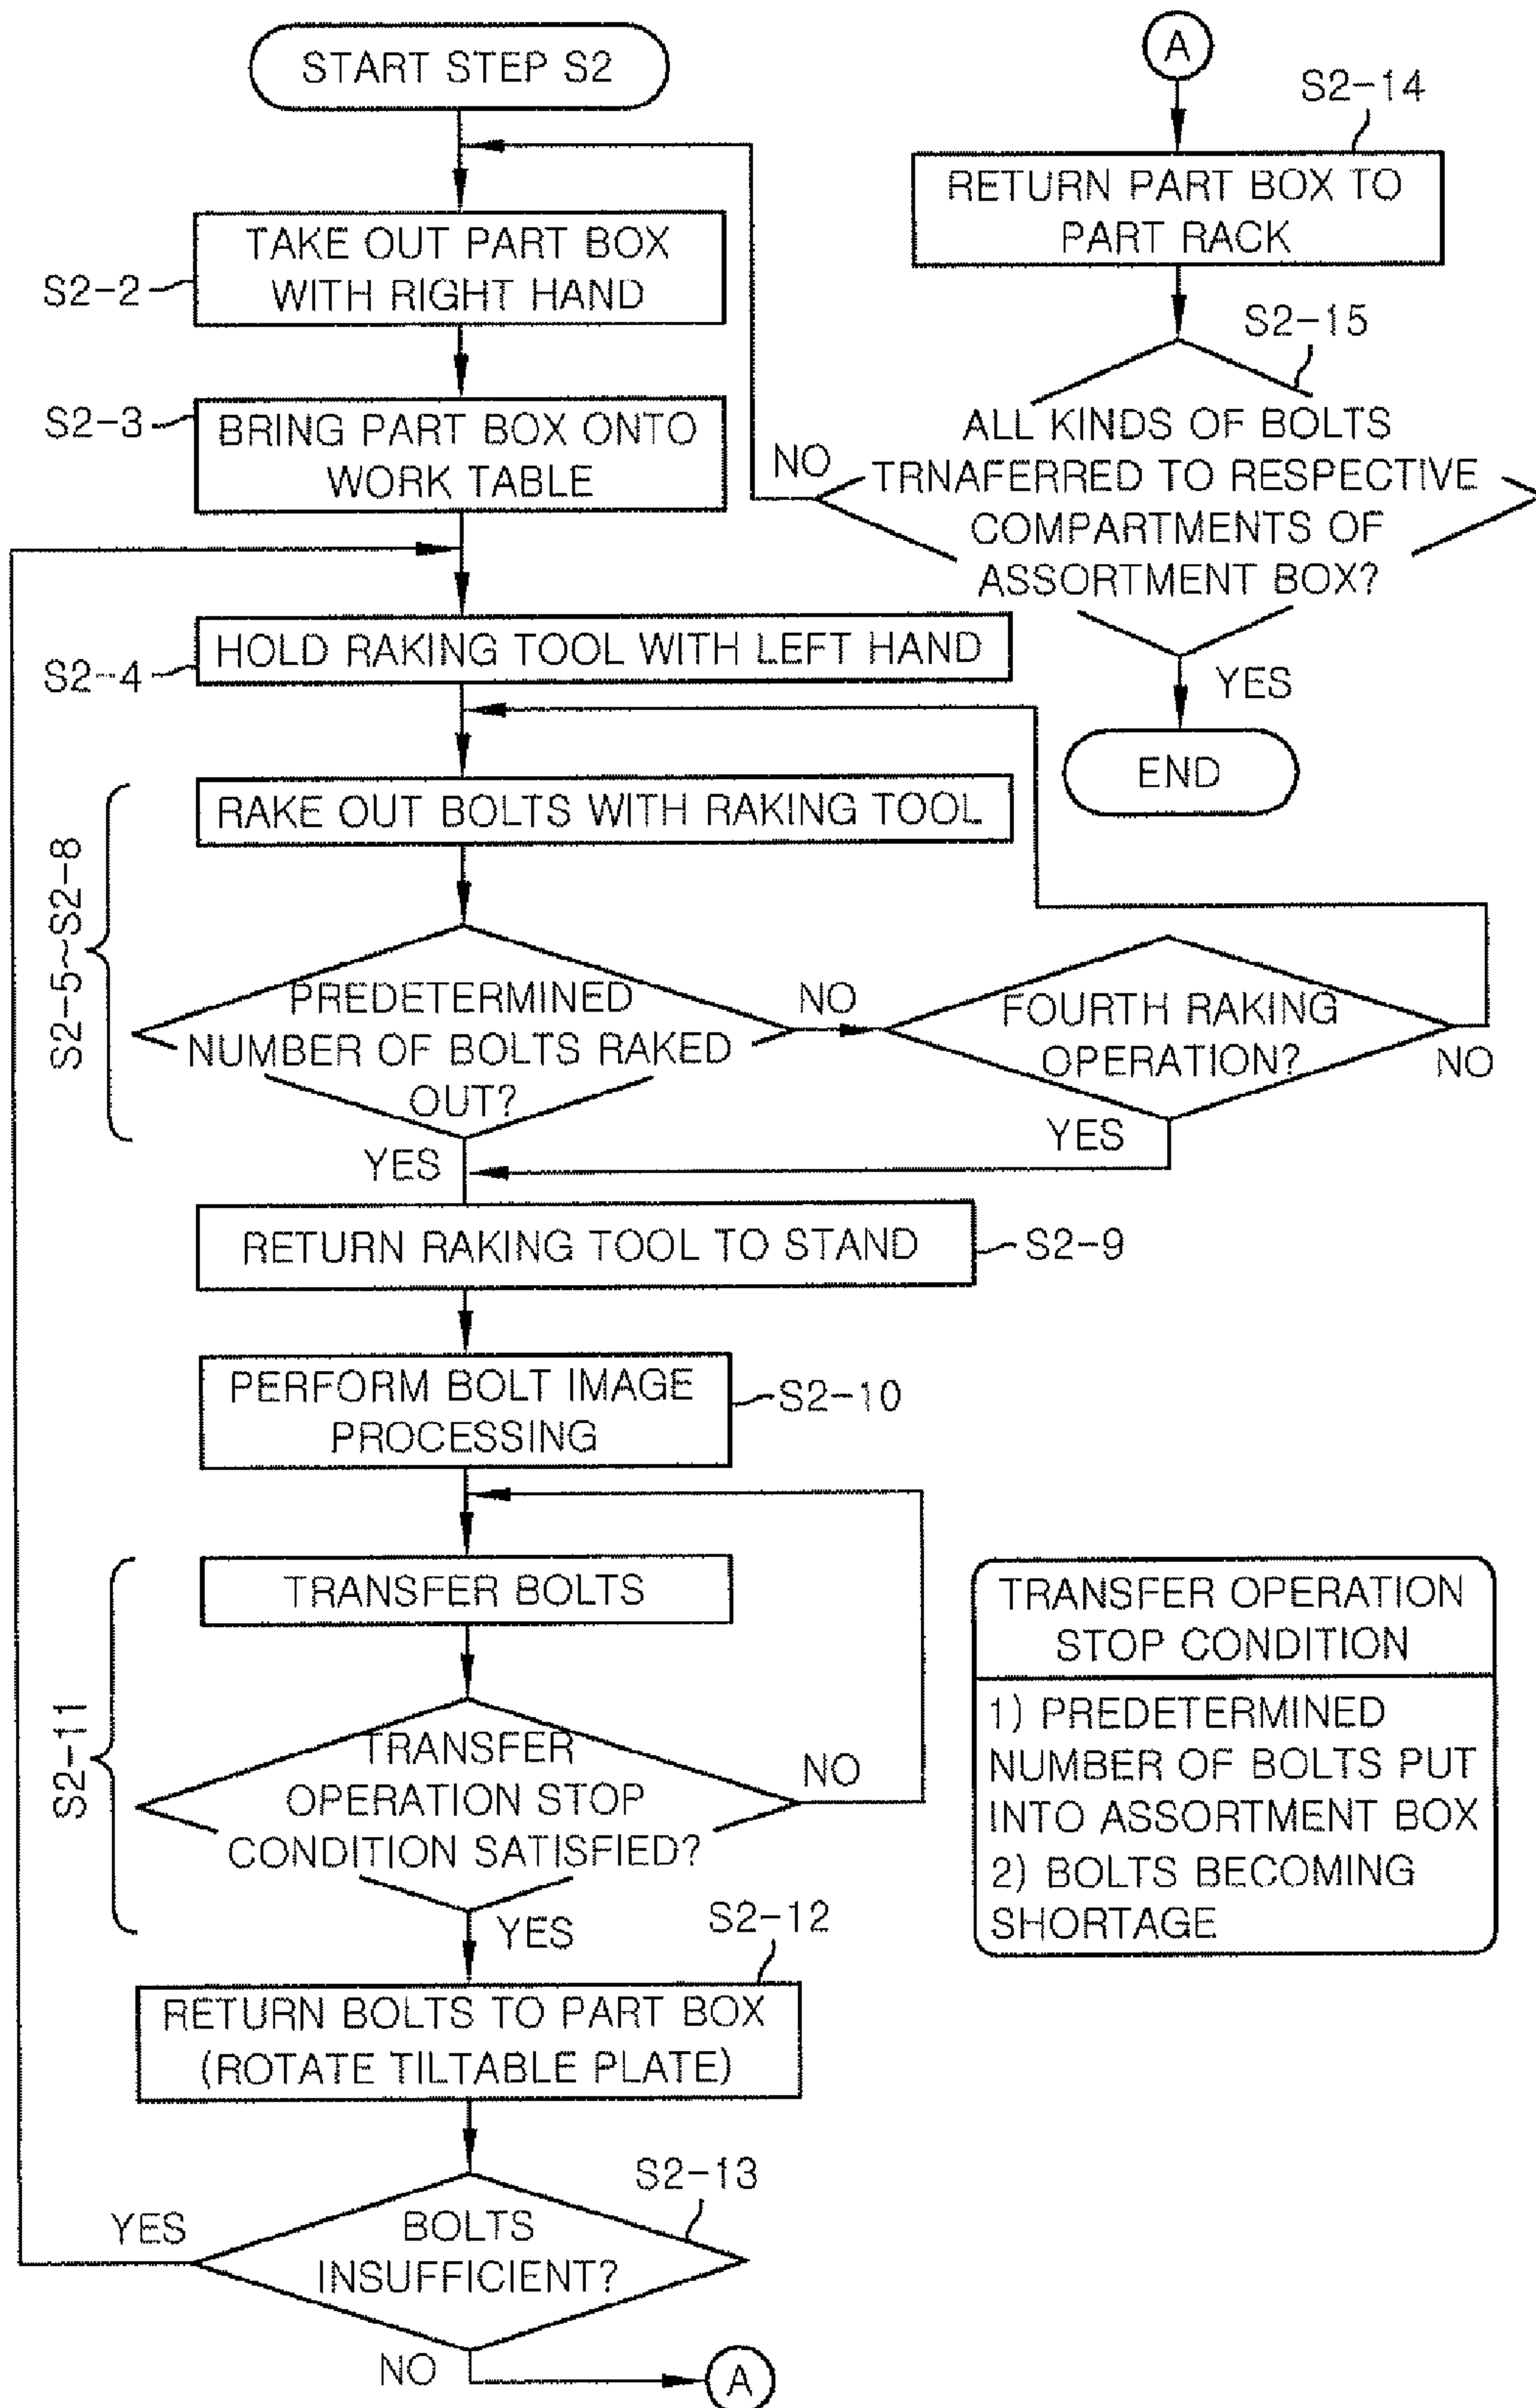 START STEP S2
TAKE OUT PART BOX
WITH RIGHT HAND
S2-2
BRING PART BOX ONTO
WORK TABLE
S2-3
HOLD RAKING TOOL WITH LEFT HAND
S2-4
RAKE OUT BOLTS WITH RAKING TOOL
S2-5~S2-8
PREDETERMINED
NUMBER OF BOLTS RAKED
OUT?
NO
YES
FOURTH RAKING
OPERATION?
NO
YES
RETURN RAKING TOOL TO STAND
S2-9
PERFORM BOLT IMAGE
PROCESSING
S2-10
TRANSFER BOLTS
S2-11
TRANSFER
OPERATION STOP
CONDITION SATISFIED?
NO
YES
S2-12
RETURN BOLTS TO PART BOX
(ROTATE TILTABLE PLATE)
S2-13
BOLTS
INSUFFICIENT?
YES
NO
A
A
S2-14
RETURN PART BOX TO
PART RACK
S2-15
ALL KINDS OF BOLTS
TRNAFERRED TO RESPECTIVE
COMPARTMENTS OF
ASSORTMENT BOX?
NO
YES
END
TRANSFER OPERATION
STOP CONDITION
1) PREDETERMINED
NUMBER OF BOLTS PUT
INTO ASSORTMENT BOX
2) BOLTS BECOMING
SHORTAGE